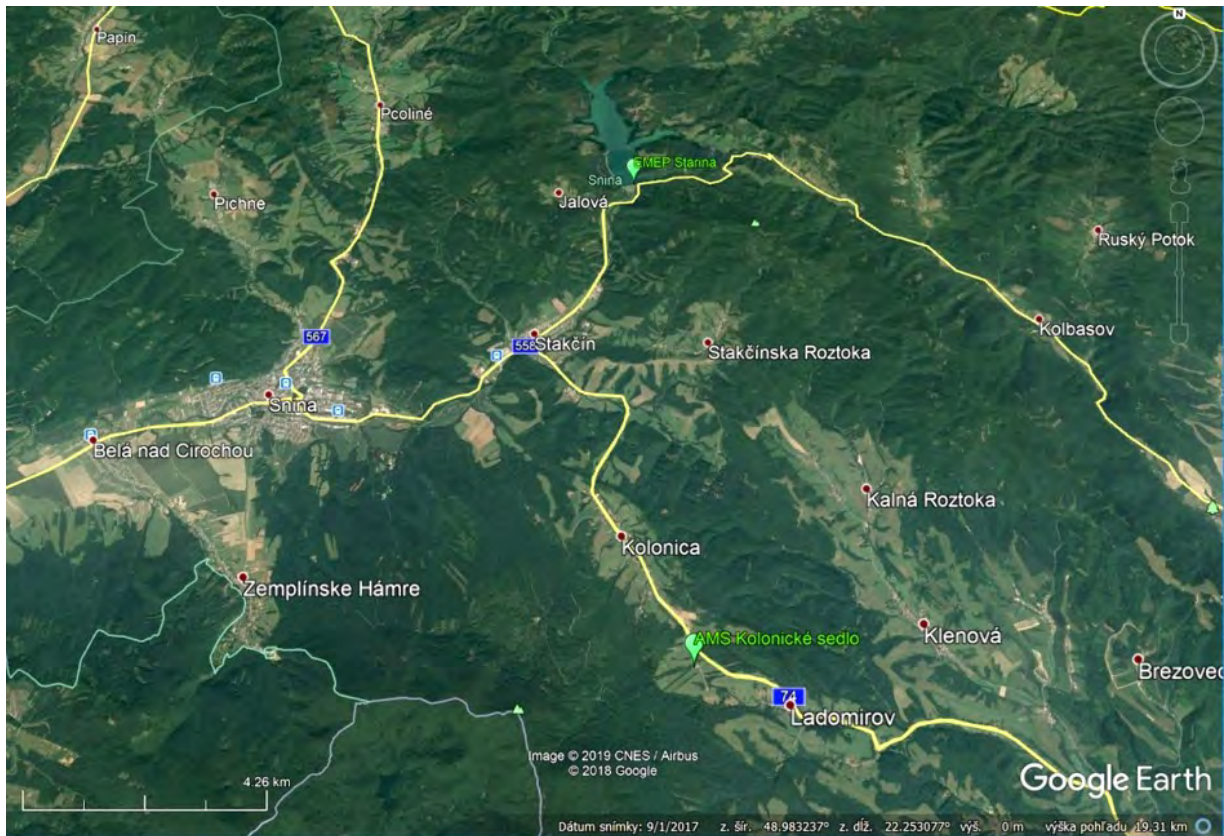 N
Papin
Pcoliné
EMEP Starina
Snina
Pichne
Jalová
Ruský Potok
Kolbasov
567
558
Stakčín
Stakčínska Roztoka
Snina
Belá nad Cirochou
Kalná Roztoka
Kolonica
Zemplínske Hámre
Klenová
AMS Kolonické sedlo
Brezovec
74
Ladomirov
Image © 2019 CNES / Airbus
© 2018 Google
4.26 km
Google Earth
Dátum snímky: 9/1/2017 z. šír. 48.983237° z. dĺž. 22.253077° výš. 0 m výška pohľadu 19.31 km